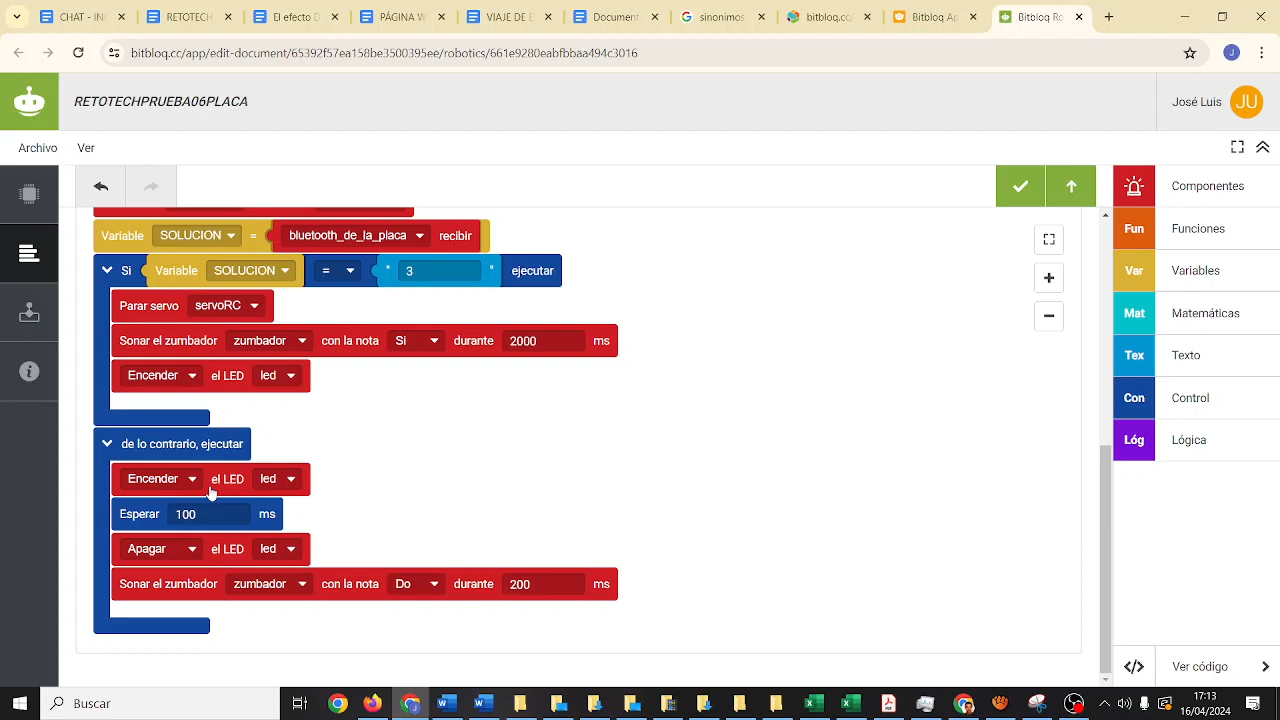 CHAT - INC
RETOTECH
El efecto
PÁGINA W
VIAJE DE D
Document
sinonimos
bitbloq.cc
Bitbloq Ap
Bitbloq Ro
bitbloq.cc/app/edit-document/65392f57ea158be3500395ee/robotics/661e9280eabfbbaa494c3016
J
RETOTECHPRUEBA06PLACA
José Luis
JU
Archivo
Ver
Componentes
Fun
Funciones
Var
Variables
Mat
Matemáticas
Tex
Texto
Con
Control
Lóg
Lógica
Variable SOLUCION = bluetooth_de_la_placa recibir
Si Variable SOLUCION = " 3 " ejecutar
Parar servo servoRC
Sonar el zumbador zumbador con la nota Si durante 2000 ms
Encender el LED led
de lo contrario, ejecutar
Encender el LED led
Esperar 100 ms
Apagar el LED led
Sonar el zumbador zumbador con la nota Do durante 200 ms
Ver código
Buscar
17:13
16/04/2024